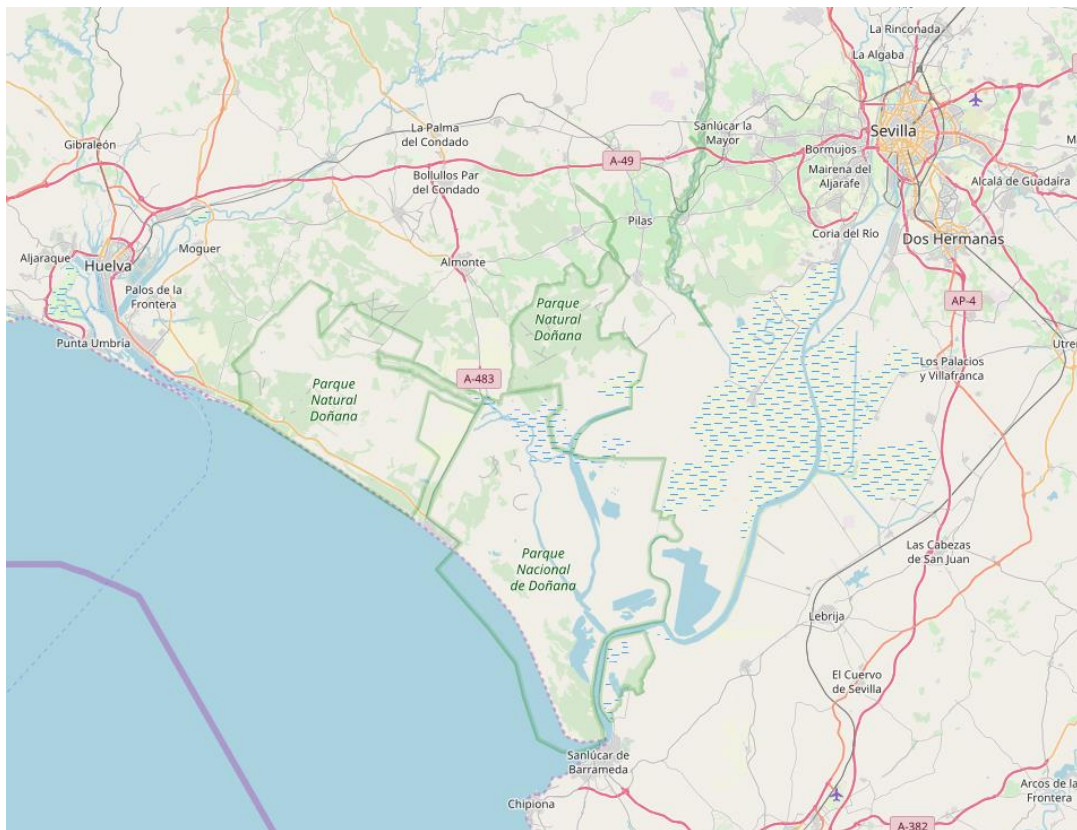 La Rinconada
La Algaba
Sevilla
La Palma
del Condado
Sanlúcar la
Mayor
Gibraleón
Bormujos
A-49
Mairena del
Aljarafe
Bollullos Par
del Condado
Alcalá de Guadaira
Pilas
Coria del Río
Dos Hermanas
Moguer
Aljaraque
Huelva
Almonte
Palos de la
Frontera
AP-4
Parque
Natural
Doñana
Punta Umbría
Utre
Los Palacios
y Villafranca
A-483
Parque
Natural
Doñana
Las Cabezas
de San Juan
Parque
Nacional
de Doñana
Lebrija
El Cuervo
de Sevilla
Sanlúcar de
Barrameda
Arcos de la
Frontera
Chipiona
A-382